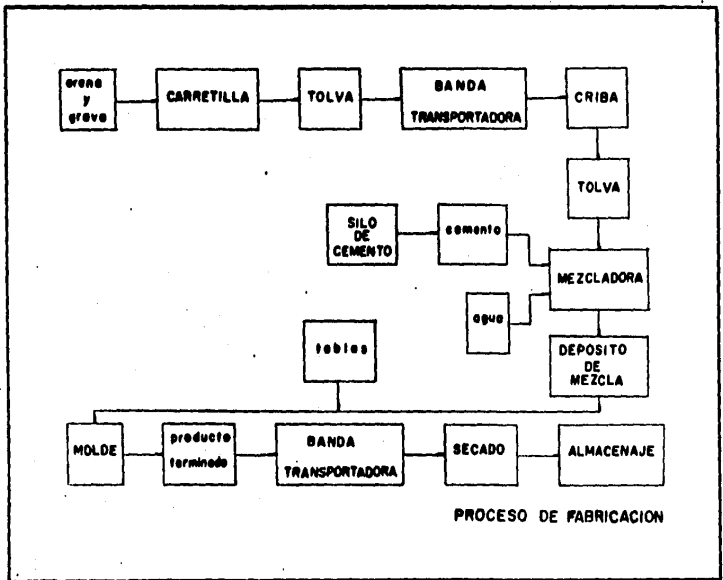 arena
y
grava
CARRETILLA
TOLVA
BANDA
TRANSPORTADORA
CRIBA
TOLVA
SILO
DE
CEMENTO
cemento
MEZCLADORA
agua
DEPOSITO
DE
MEZCLA
tablas
MOLDE
producto
terminado
BANDA
TRANSPORTADORA
SECADO
ALMACENAJE
PROCESO DE FABRICACION